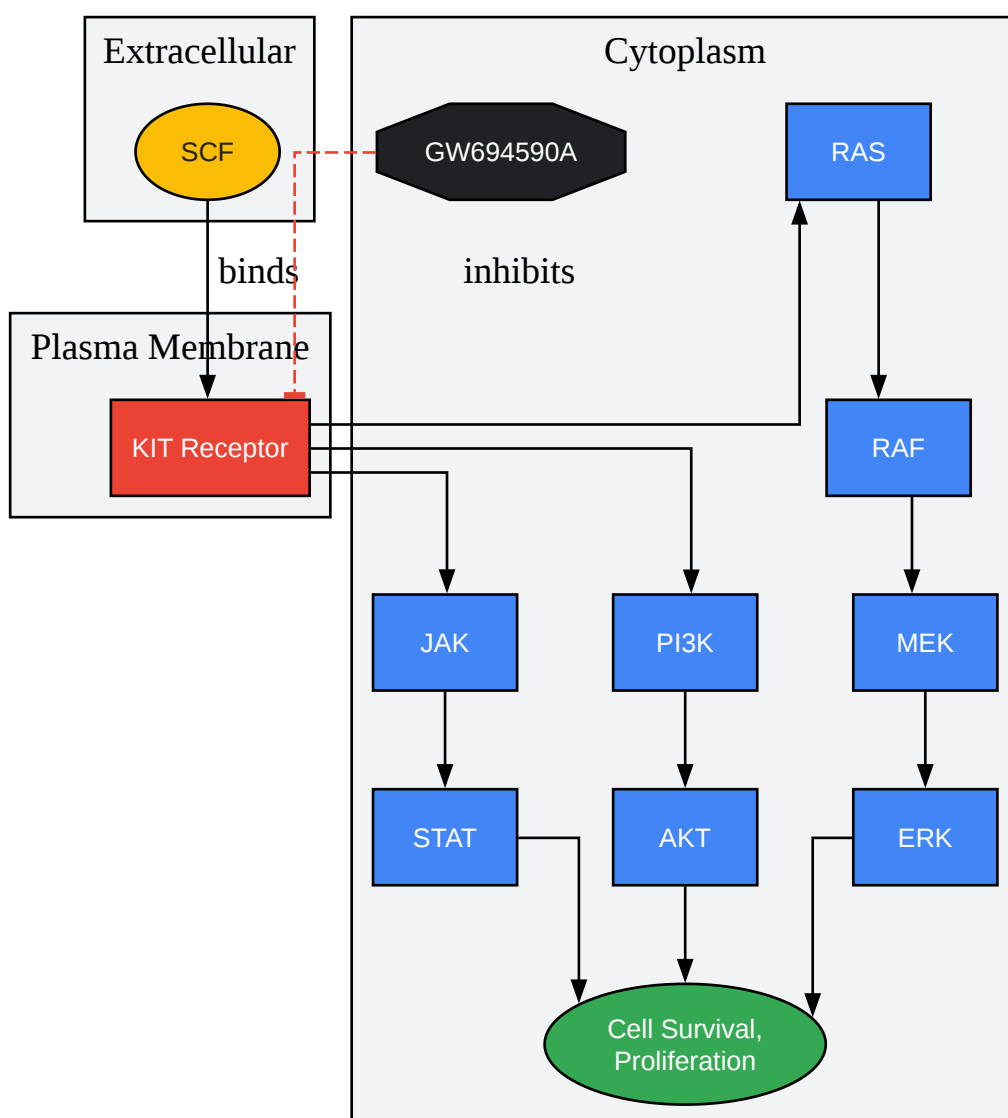 Extracellular
Cytoplasm
SCF
GW694590A
RAS
binds
inhibits
Plasma Membrane
KIT Receptor
RAF
JAK
PI3K
MEK
STAT
AKT
ERK
Cell Survival,
Proliferation